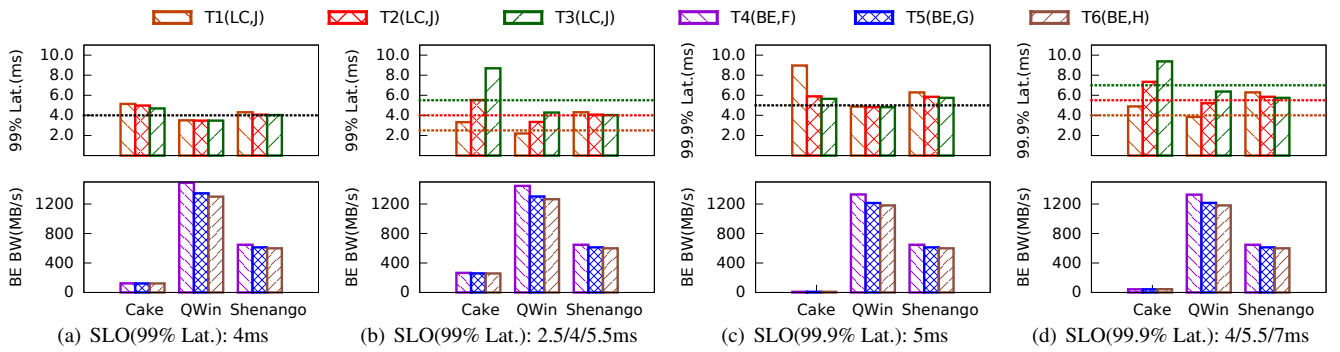 T1(LC,J) T2(LC,J) T3(LC,J) T4(BE,F) T5(BE,G) T6(BE,H)
99% Lat.(ms)
10.0
8.0
6.0
4.0
2.0
99% Lat.(ms)
10.0
8.0
6.0
4.0
2.0
99.9% Lat.(ms)
10.0
8.0
6.0
4.0
2.0
99.9% Lat.(ms)
10.0
8.0
6.0
4.0
2.0
BE BW(MB/s)
1200
800
400
0
Cake QWin Shenango
BE BW(MB/s)
1200
800
400
0
Cake QWin Shenango
BE BW(MB/s)
1200
800
400
0
Cake QWin Shenango
BE BW(MB/s)
1200
800
400
0
Cake QWin Shenango
(a) SLO(99% Lat.): 4ms
(b) SLO(99% Lat.): 2.5/4/5.5ms
(c) SLO(99.9% Lat.): 5ms
(d) SLO(99.9% Lat.): 4/5.5/7ms